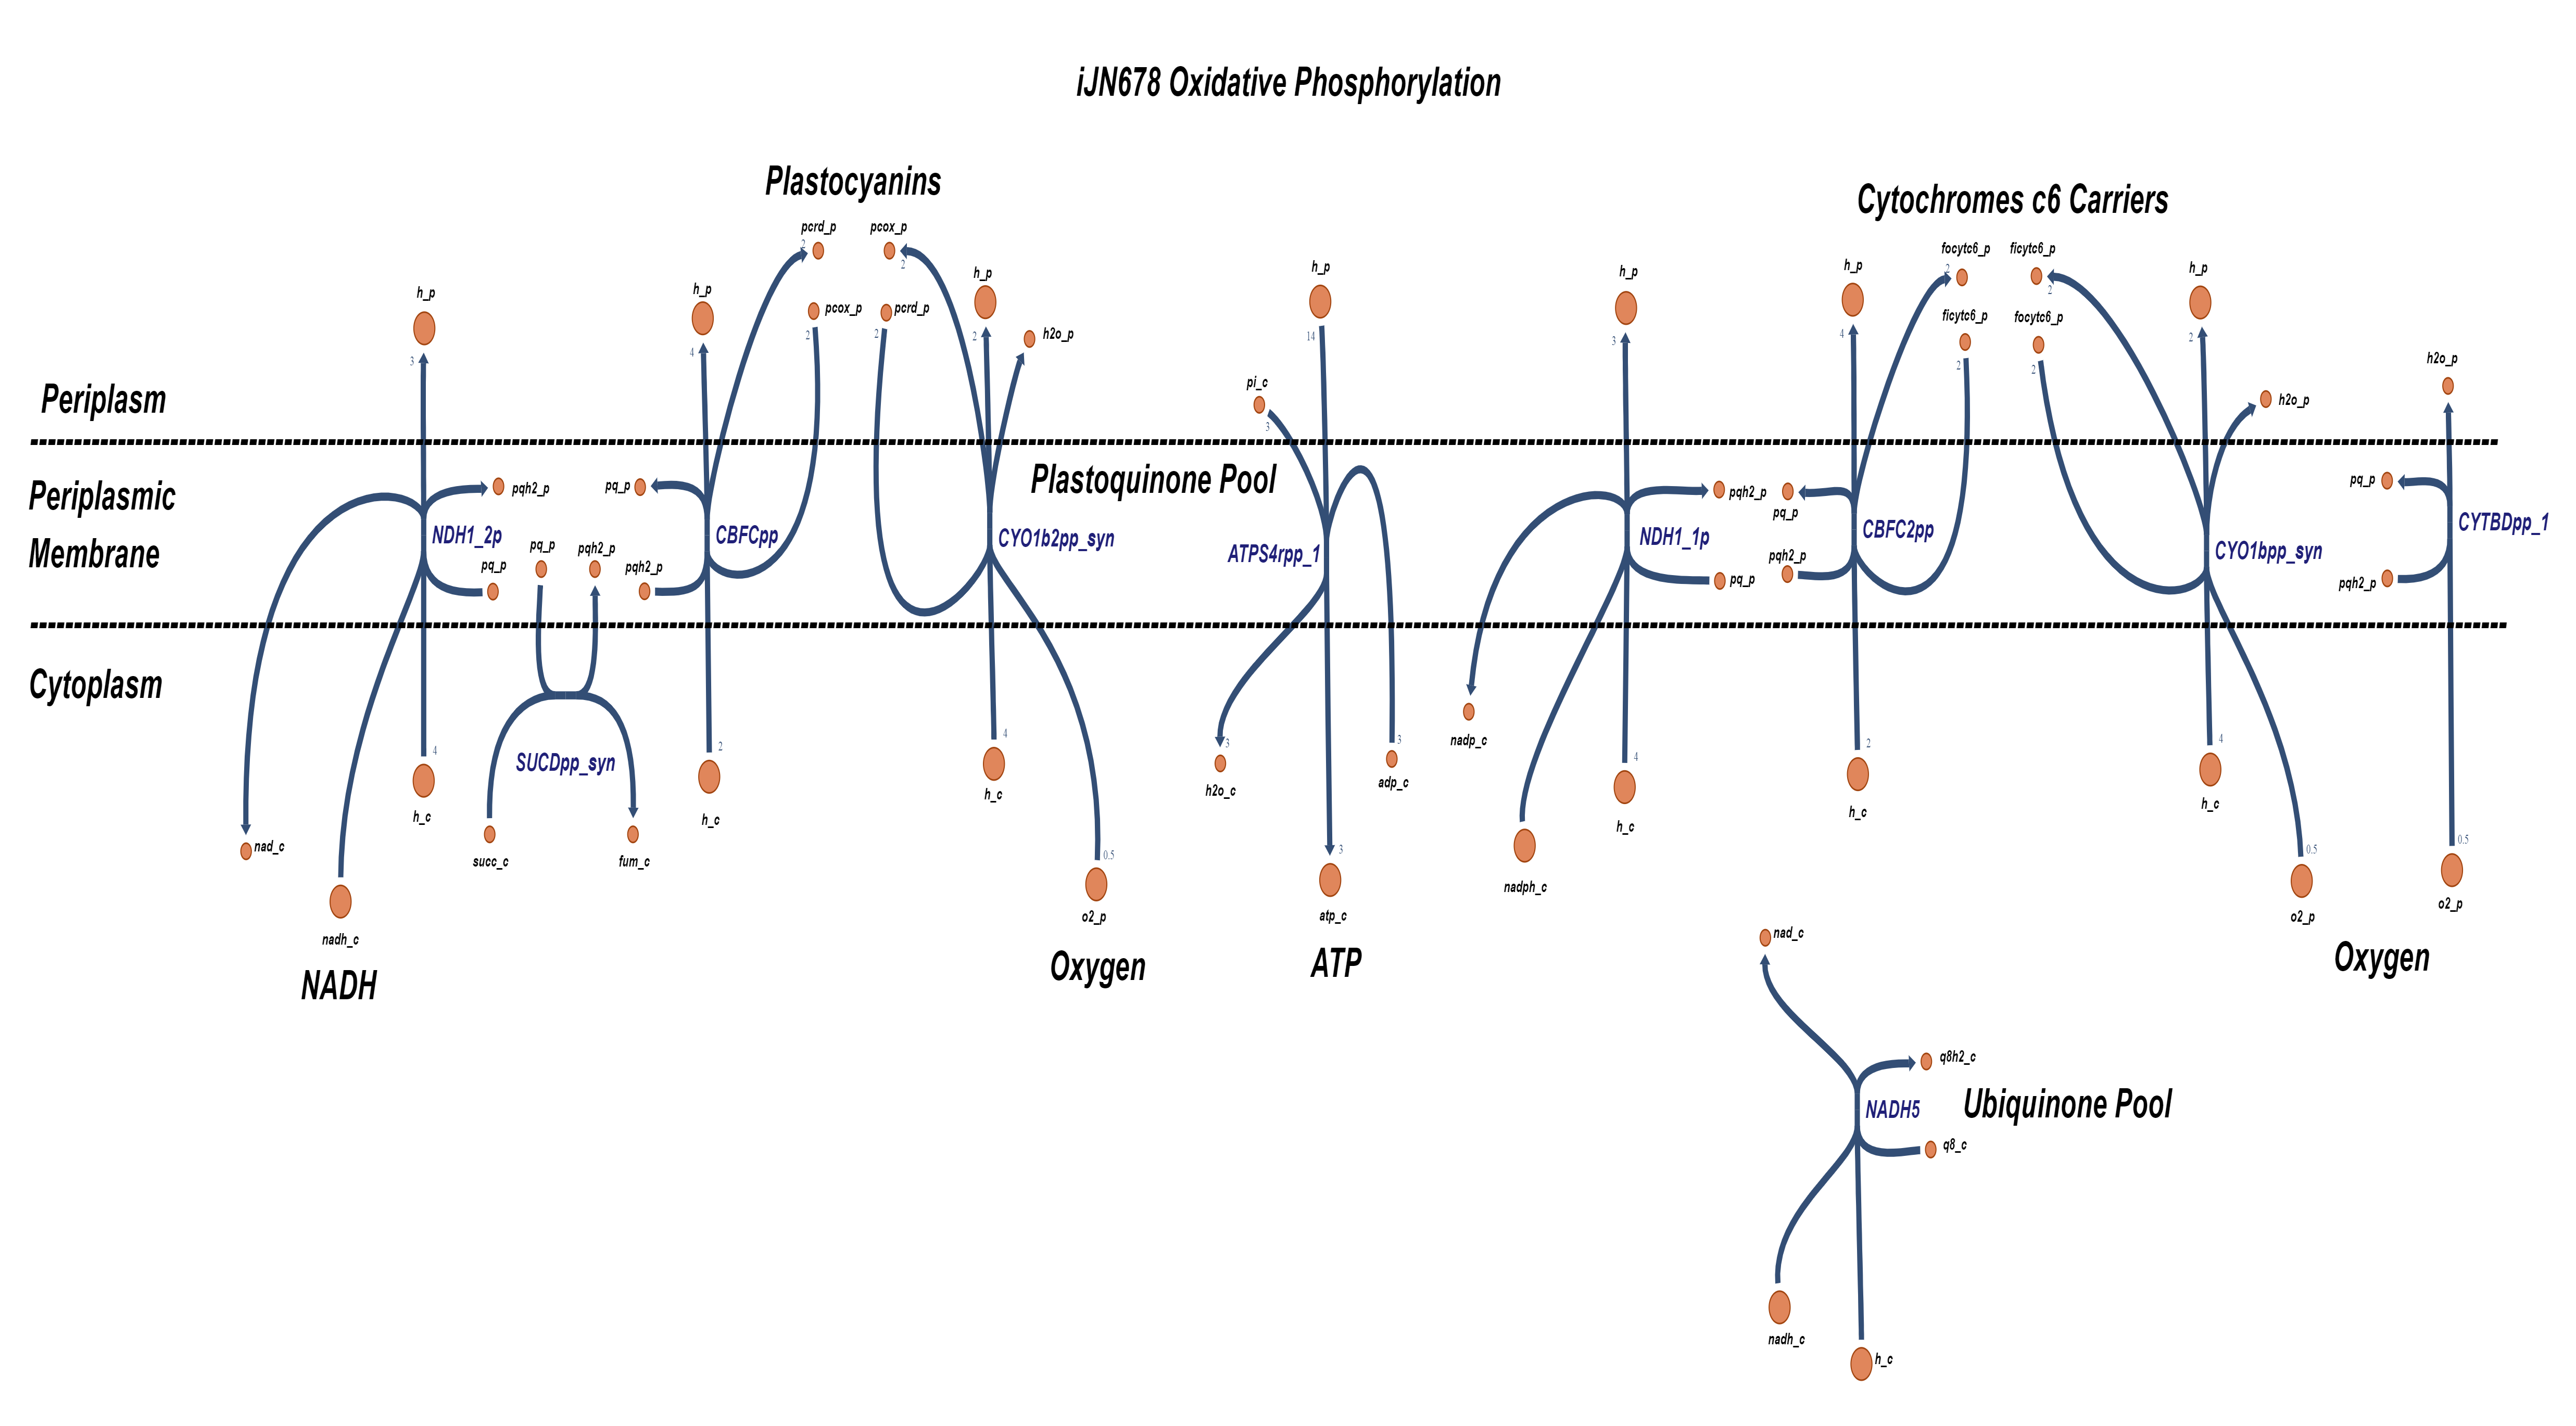 iJN678 Oxidative Phosphorylation
Plastocyanins
Cytochromes c6 Carriers
pcrd_p
pcox_p
2
2
pcox_p
pcrd_p
2
2
h_p
3
h_p
4
h_p
2
h2o_p
h_p
14
pi_c
3
h_p
3
h_p
4
focytc6_p
ficytc6_p
2
2
ficytc6_p
focytc6_p
2
2
h_p
2
h2o_p
h2o_p
Periplasm
Periplasmic
Membrane
Plastoquinone Pool
pqh2_p
NDH1_2p
pq_p
pq_p
pqh2_p
pq_p
CBFCpp
pqh2_p
CYO1b2pp_syn
ATPS4rpp_1
pqh2_p
NDH1_1p
pq_p
pq_p
CBFC2pp
pqh2_p
CYO1bpp_syn
pq_p
CYTBDpp_1
pqh2_p
Cytoplasm
nad_c
nadh_c
NADH
4
h_c
SUCDpp_syn
succ_c
fum_c
2
h_c
4
h_c
0.5
o2_p
Oxygen
3
h2o_c
3
adp_c
3
atp_c
ATP
nadp_c
nadph_c
4
h_c
2
h_c
4
h_c
0.5
o2_p
0.5
o2_p
Oxygen
nad_c
q8h2_c
NADH5
Ubiquinone Pool
q8_c
nadh_c
h_c